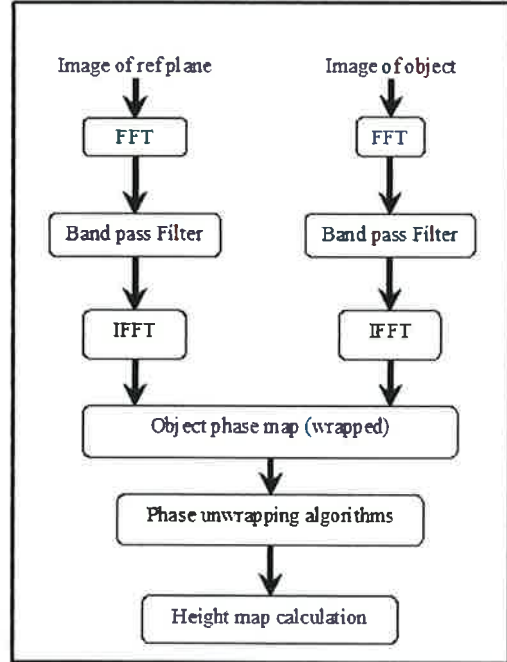 Image of ref plane
Image of object
FFT
FFT
Band pass Filter
Band pass Filter
IFFT
IFFT
Object phase map (wrapped)
Phase unwrapping algorithms
Height map calculation